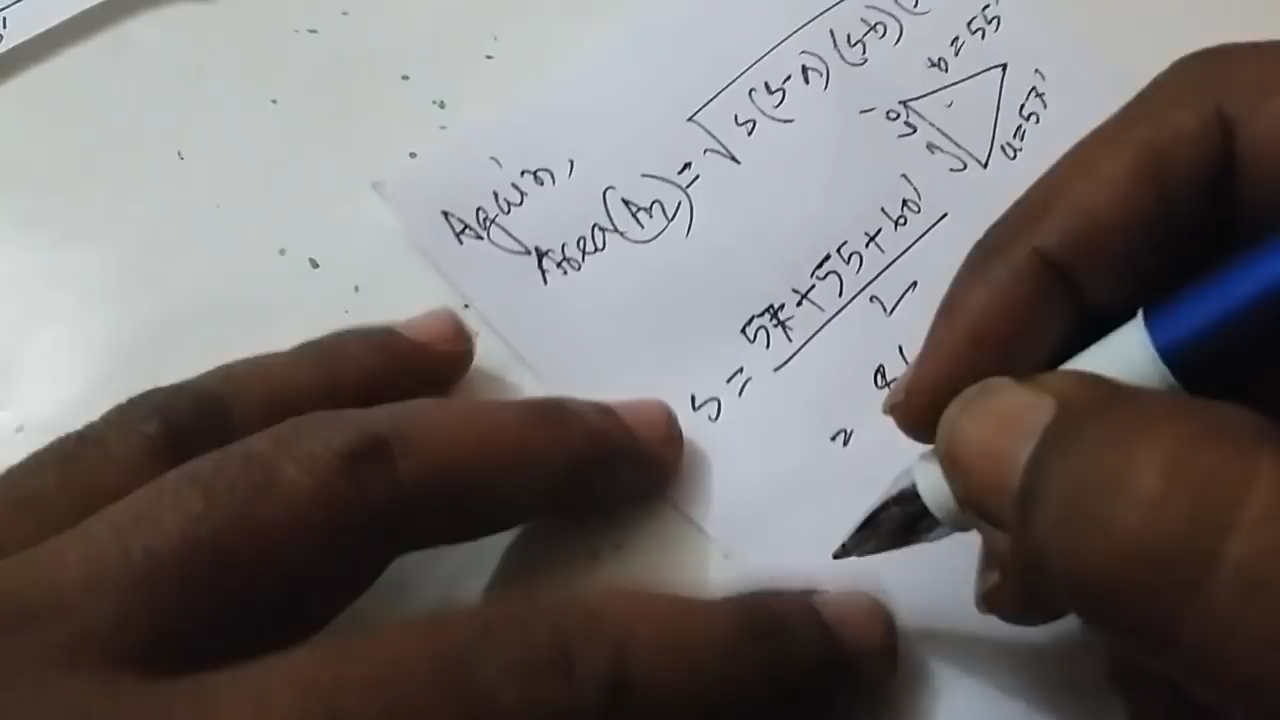 Again,
Area(A2) = √s(s-a)(s-b)(
b = 55'
a = 57'
s = 57+55+60' / 2
=